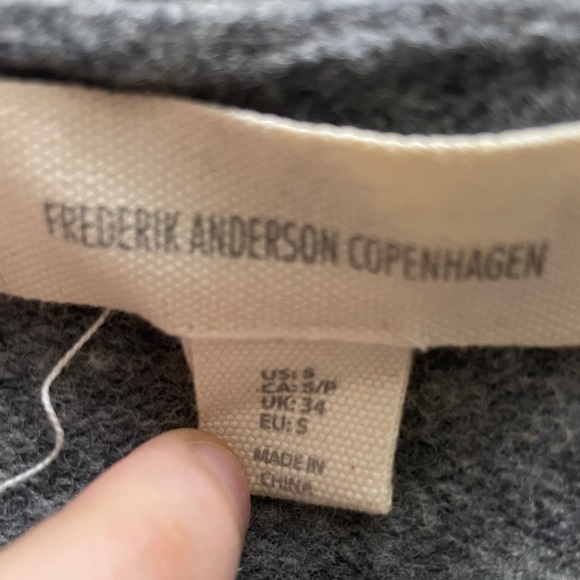 FREDERIK ANDERSON COPENHAGEN
US: S
CA: S/P
UK: 34
EU: S
MADE IN
CHINA